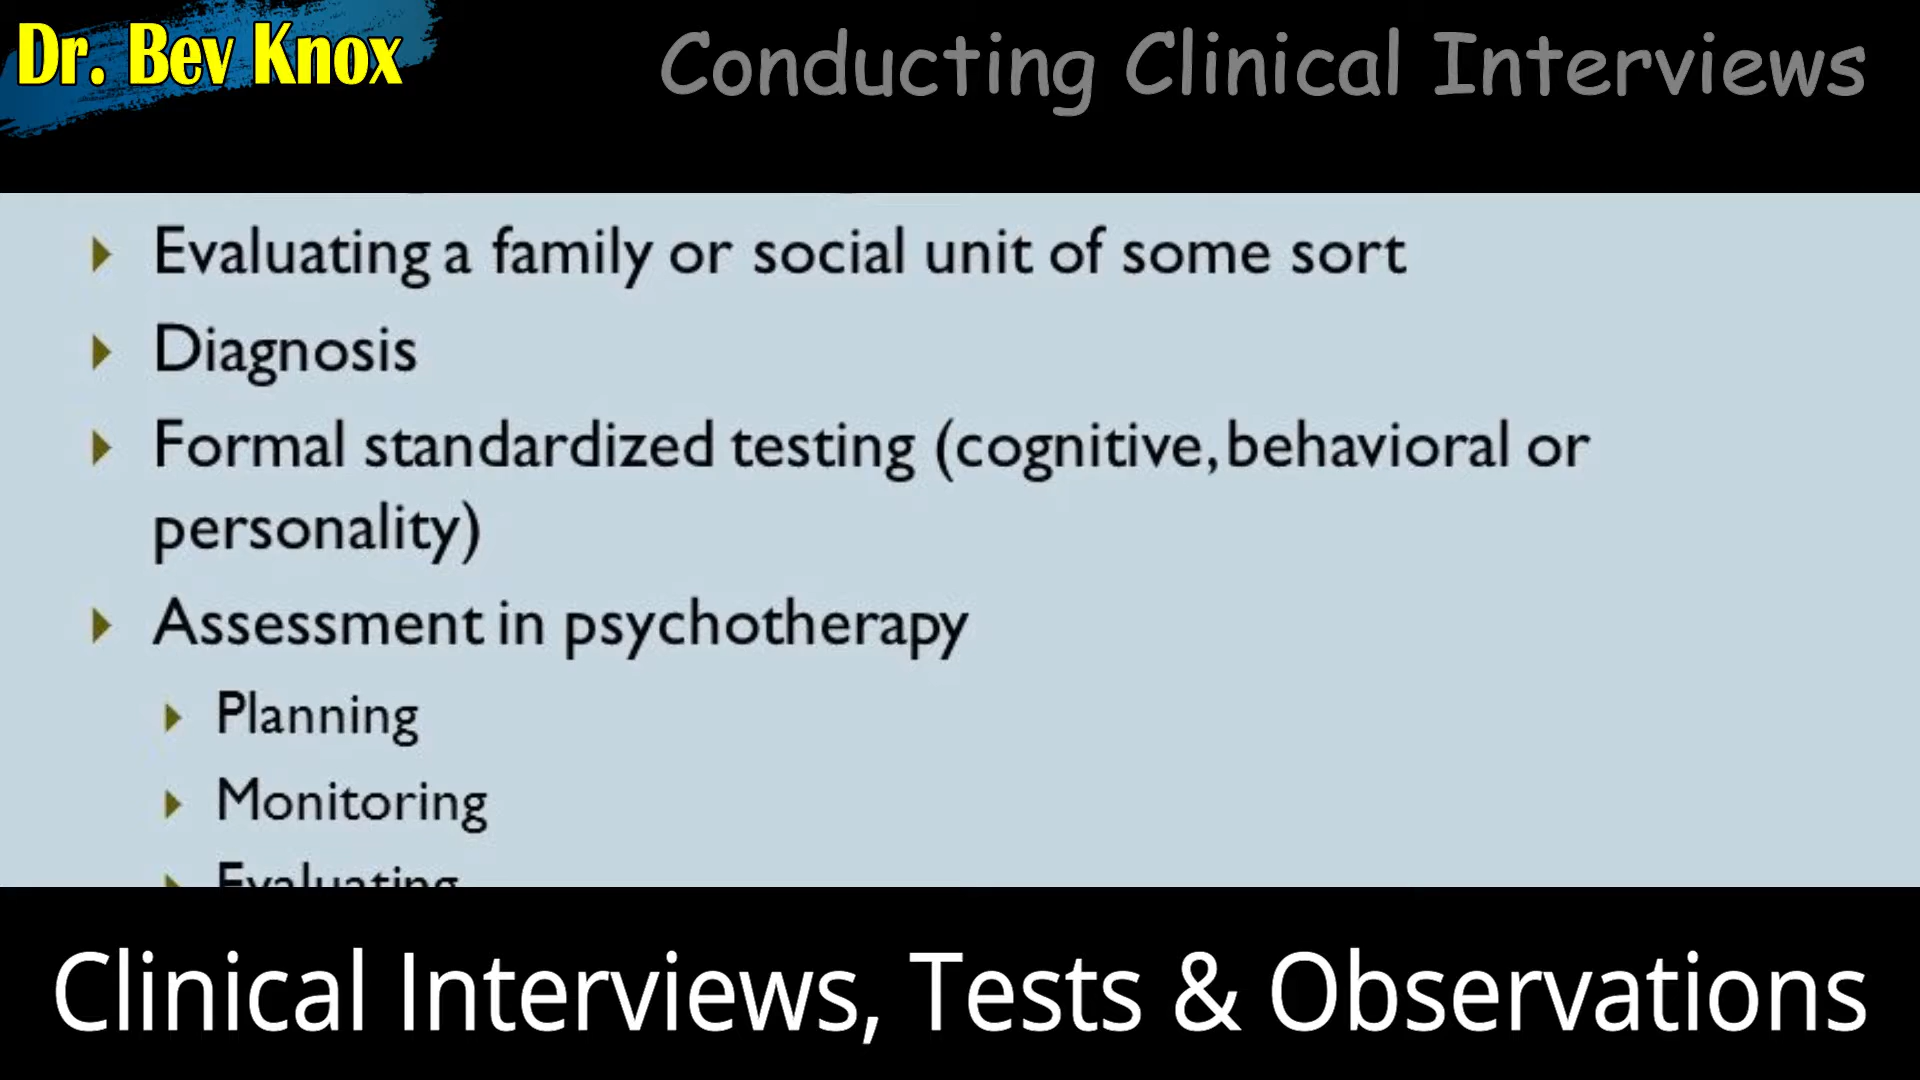 Dr. Bev Knox
Conducting Clinical Interviews
Evaluating a family or social unit of some sort
Diagnosis
Formal standardized testing (cognitive, behavioral or
personality)
Assessment in psychotherapy
Planning
Monitoring
Evaluating
Clinical Interviews, Tests & Observations